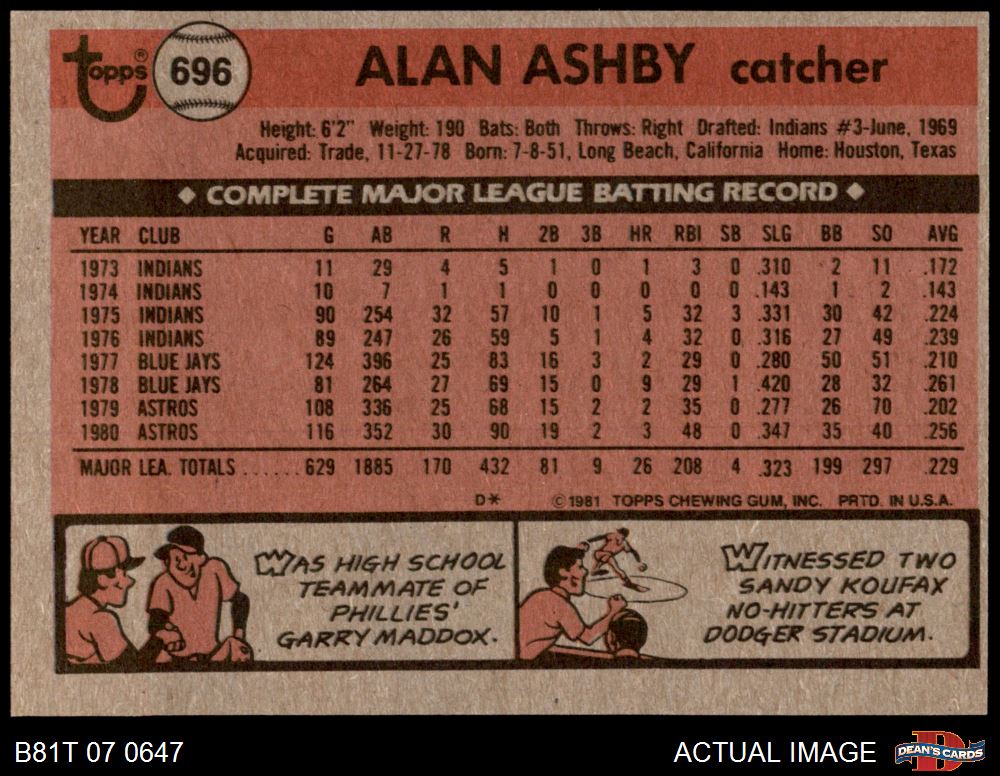 topps® 696 ALAN ASHBY catcher
Height: 6'2" Weight: 190 Bats: Both Throws: Right Drafted: Indians #3-June, 1969
Acquired: Trade, 11-27-78 Born: 7-8-51, Long Beach, California Home: Houston, Texas
◆ COMPLETE MAJOR LEAGUE BATTING RECORD ◆
YEAR CLUB G AB R H 2B 3B HR RBI SB SLG BB SO AVG
1973 INDIANS 11 29 4 5 1 0 1 3 0 .310 2 11 .172
1974 INDIANS 10 7 1 1 0 0 0 0 0 .143 1 2 .143
1975 INDIANS 90 254 32 57 10 1 5 32 3 .331 30 42 .224
1976 INDIANS 89 247 26 59 5 1 4 32 0 .316 27 49 .239
1977 BLUE JAYS 124 396 25 83 16 3 2 29 0 .280 50 51 .210
1978 BLUE JAYS 81 264 27 69 15 0 9 29 1 .420 28 32 .261
1979 ASTROS 108 336 25 68 15 2 2 35 0 .277 26 70 .202
1980 ASTROS 116 352 30 90 19 2 3 48 0 .347 35 40 .256
MAJOR LEA. TOTALS ...... 629 1885 170 432 81 9 26 208 4 .323 199 297 .229
D* ©1981 TOPPS CHEWING GUM, INC. PRTD. IN U.S.A.
WAS HIGH SCHOOL
TEAMMATE OF
PHILLIES'
GARRY MADDOX.
WITNESSED TWO
SANDY KOUFAX
NO-HITTERS AT
DODGER STADIUM.
B81T 07 0647 ACTUAL IMAGE DEAN'S CARDS